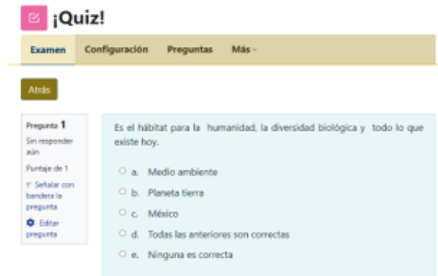 ¡Quiz!
Examen Configuración Preguntas Más
Atrás
Pregunta 1
Sin responder
aún
Puntaje de 1
Señalar con
bandera la
pregunta
Editar
pregunta
Es el hábitat para la humanidad, la diversidad biológica y todo lo que
existe hoy.
a. Medio ambiente
b. Planeta tierra
c. México
d. Todas las anteriores son correctas
e. Ninguna es correcta